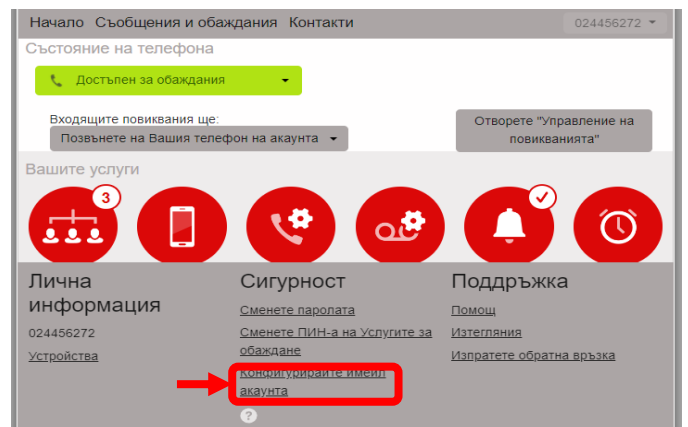 Начало Съобщения и обаждания Контакти 024456272
Състояние на телефона
Достъпен за обаждания
Входящите повиквания ще:
Позвънете на Вашия телефон на акаунта
Отворете "Управление на
повикванията"
Вашите услуги
3
Лична
информация
024456272
Устройства
Сигурност
Сменете паролата
Сменете ПИН-а на Услугите за
обаждане
Конфигурирайте имейл
акаунта
?
Поддръжка
Помощ
Изтегляния
Изпратете обратна връзка